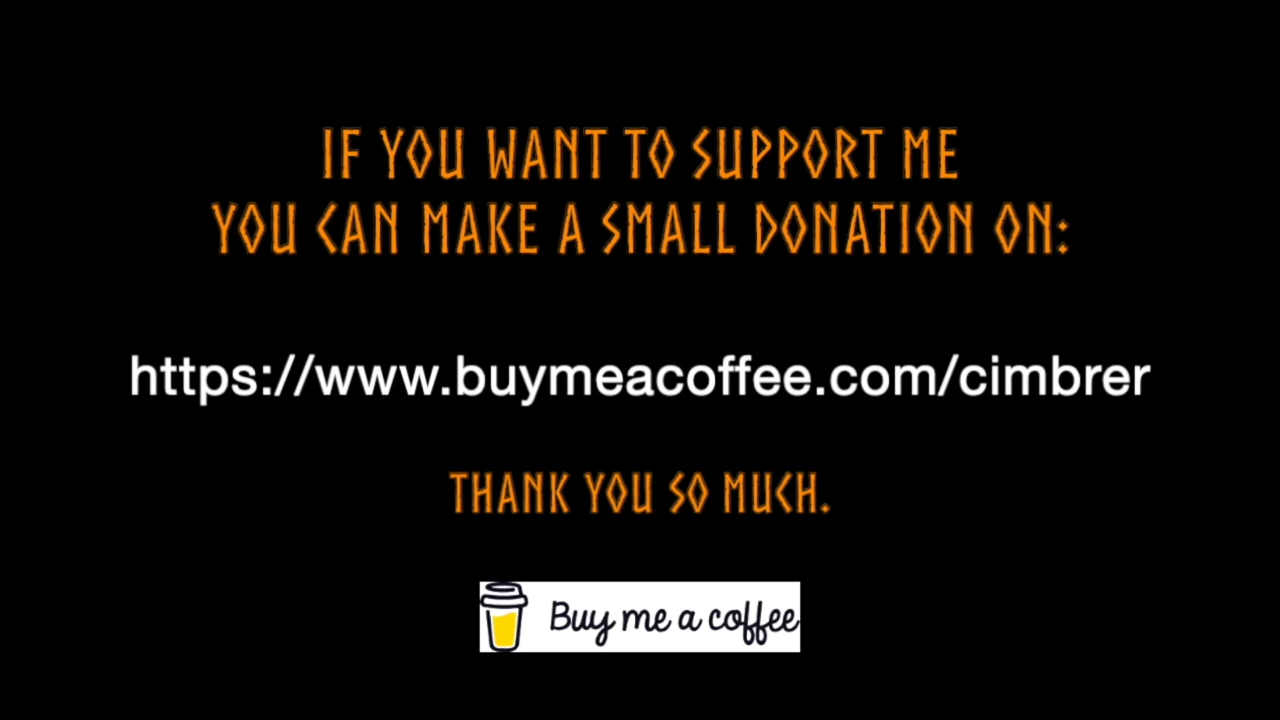 IF YOU WANT TO SUPPORT ME
YOU CAN MAKE A SMALL DONATION ON:
https://www.buymeacoffee.com/cimbrer
THANK YOU SO MUCH.
Buy me a coffee